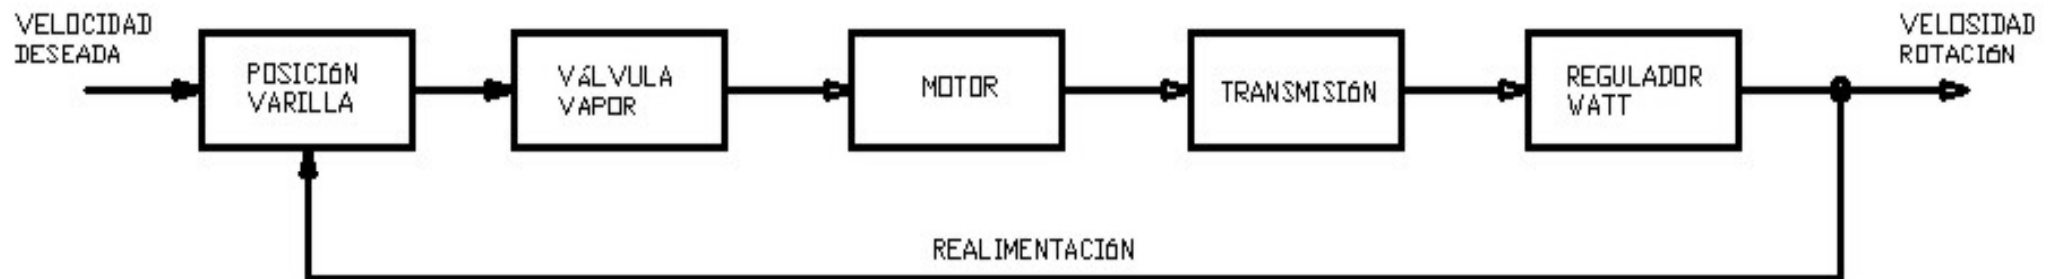 VELOCIDAD
DESEADA
POSICIÓN
VARILLA
VÁLVULA
VAPOR
MOTOR
TRANSMISIÓN
REGULADOR
WATT
VELOSIDAD
ROTACIÓN
REALIMENTACIÓN